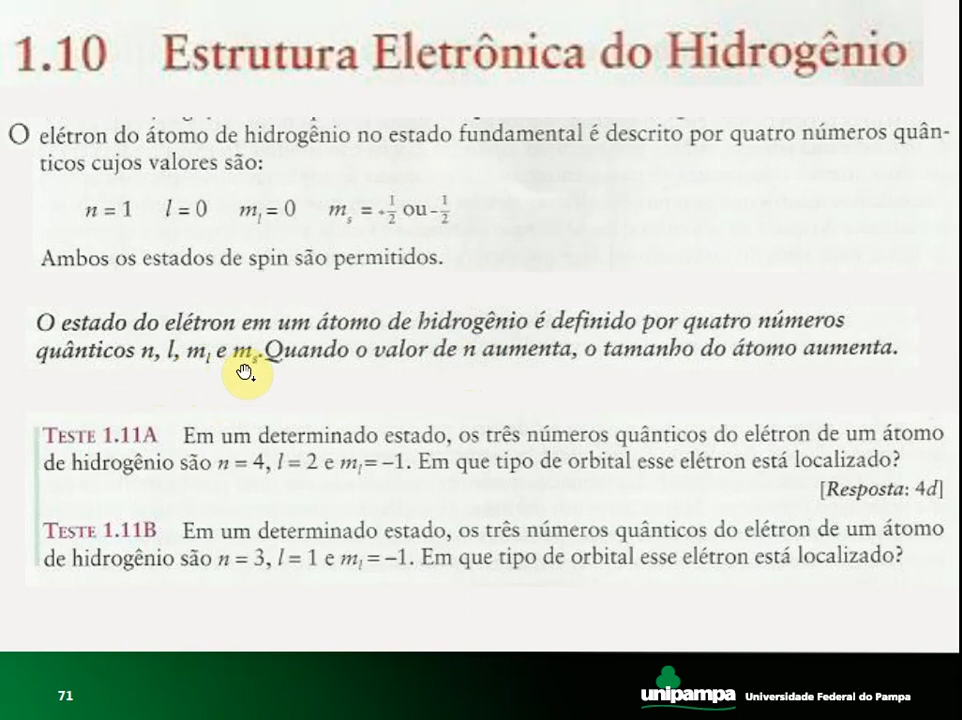 1.10 Estrutura Eletrônica do Hidrogênio
O elétron do átomo de hidrogênio no estado fundamental é descrito por quatro números quân-
ticos cujos valores são:
n = 1 l = 0 mₗ = 0 mₛ = +½ ou -½
Ambos os estados de spin são permitidos.
O estado do elétron em um átomo de hidrogênio é definido por quatro números
quânticos n, l, mₗ e mₛ. Quando o valor de n aumenta, o tamanho do átomo aumenta.
TESTE 1.11A Em um determinado estado, os três números quânticos do elétron de um átomo
de hidrogênio são n = 4, l = 2 e mₗ = –1. Em que tipo de orbital esse elétron está localizado?
[Resposta: 4d]
TESTE 1.11B Em um determinado estado, os três números quânticos do elétron de um átomo
de hidrogênio são n = 3, l = 1 e mₗ = –1. Em que tipo de orbital esse elétron está localizado?
71
unipampa Universidade Federal do Pampa